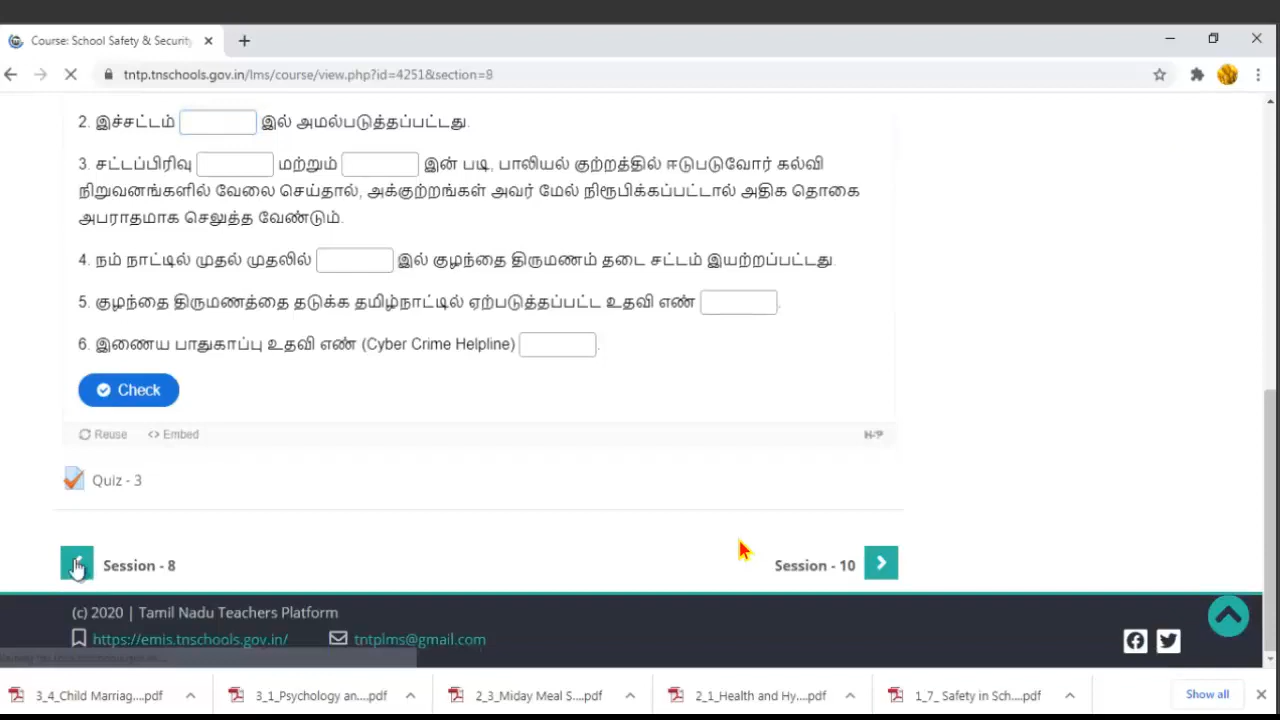 Course: School Safety & Security
tntp.tnschools.gov.in/lms/course/view.php?id=4251&section=8
2. இச்சட்டம் இல் அமல்படுத்தப்பட்டது.
3. சட்டப்பிரிவு மற்றும் இன் படி, பாலியல் குற்றத்தில் ஈடுபடுவோர் கல்வி
நிறுவனங்களில் வேலை செய்தால், அக்குற்றங்கள் அவர் மேல் நிரூபிக்கப்பட்டால் அதிக தொகை
அபராதமாக செலுத்த வேண்டும்.
4. நம் நாட்டில் முதல் முதலில் இல் குழந்தை திருமணம் தடை சட்டம் இயற்றப்பட்டது.
5. குழந்தை திருமணத்தை தடுக்க தமிழ்நாட்டில் ஏற்படுத்தப்பட்ட உதவி எண் .
6. இணைய பாதுகாப்பு உதவி எண் (Cyber Crime Helpline) .
Check
Reuse <> Embed H-P
Quiz - 3
Session - 8 Session - 10
(c) 2020 | Tamil Nadu Teachers Platform
https://emis.tnschools.gov.in/ tntplms@gmail.com
3_4_Child Marriag....pdf 3_1_Psychology an....pdf 2_3_Miday Meal S....pdf 2_1_Health and Hy....pdf 1_7_ Safety in Sch....pdf Show all